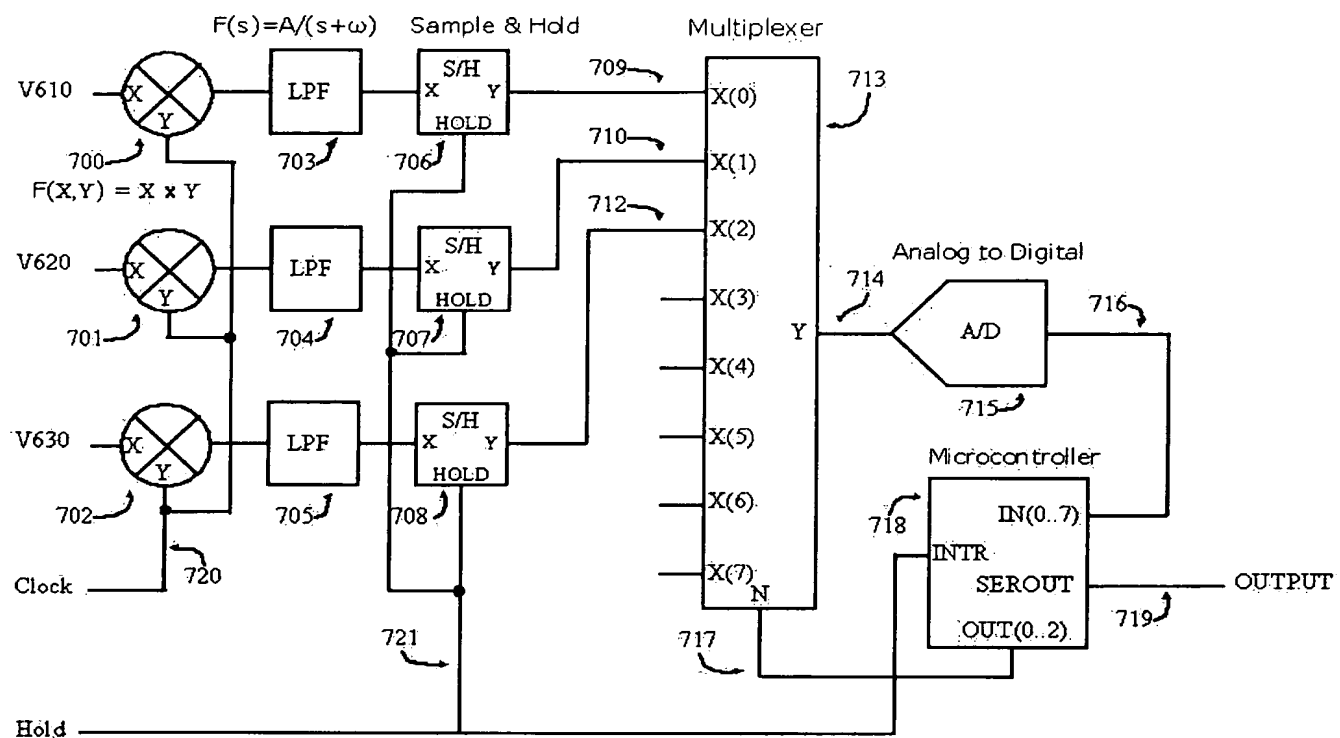 F(s)=A/(s+ω)
Sample & Hold
Multiplexer
V610
X
Y
LPF
S/H
X
Y
HOLD
709
X(0)
713
700
703
706
710
X(1)
F(X,Y) = X x Y
712
X(2)
V620
X
Y
LPF
S/H
X
Y
HOLD
Analog to Digital
X(3)
714
716
701
704
707
Y
A/D
X(4)
715
V630
X
Y
LPF
S/H
X
Y
HOLD
X(5)
Microcontroller
702
705
708
X(6)
718
IN(0..7)
720
INTR
Clock
X(7)
N
SEROUT
OUTPUT
719
OUT(0..2)
721
717
Hold